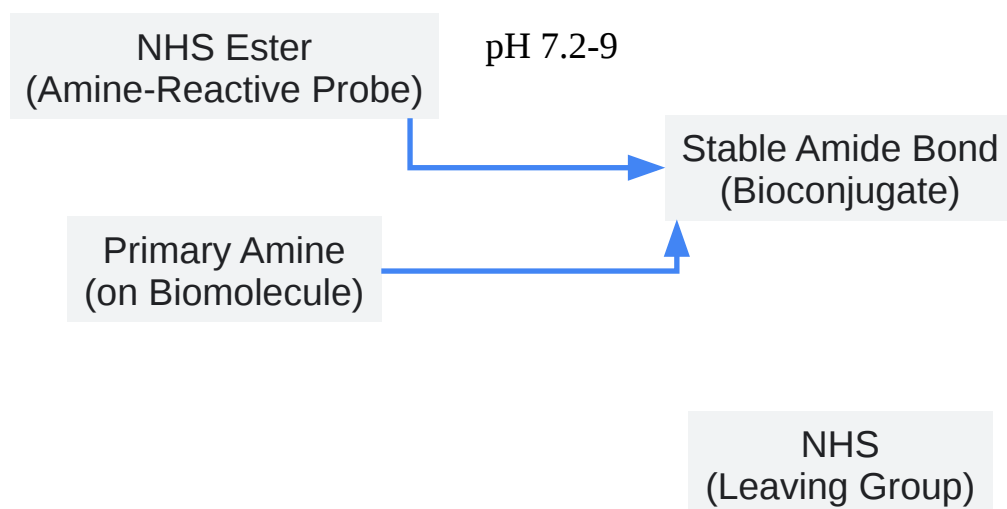 NHS Ester
(Amine-Reactive Probe)
pH 7.2-9
Stable Amide Bond
(Bioconjugate)
Primary Amine
(on Biomolecule)
NHS
(Leaving Group)